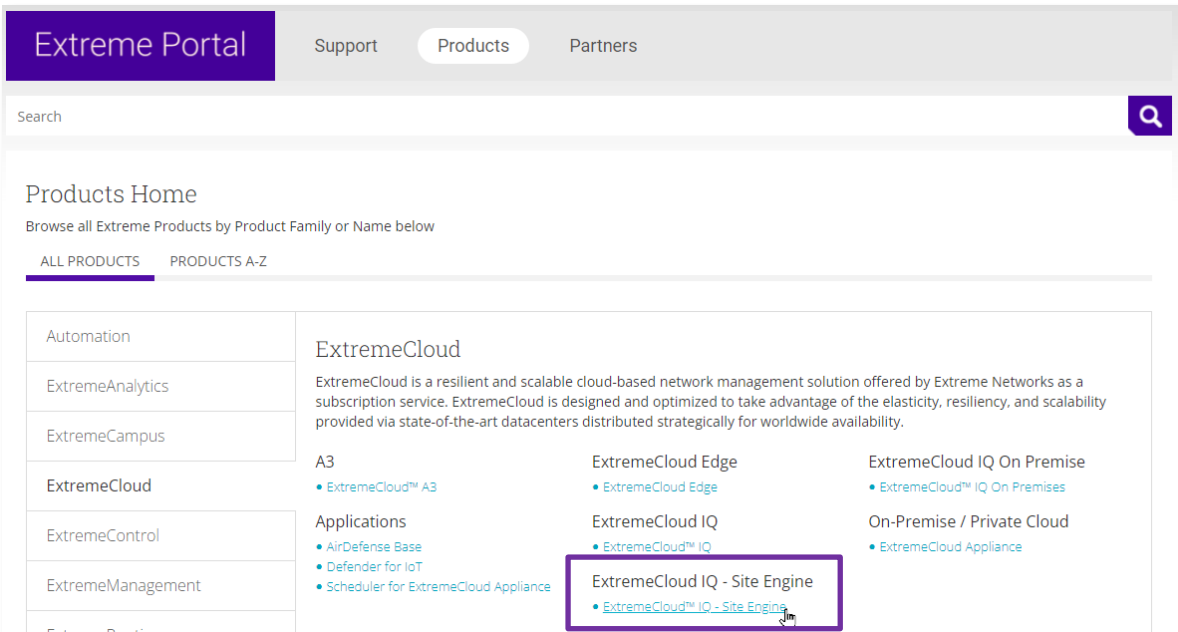 Extreme Portal
Support
Products
Partners
Search
Products Home
Browse all Extreme Products by Product Family or Name below
ALL PRODUCTS
PRODUCTS A-Z
Automation
ExtremeAnalytics
ExtremeCampus
ExtremeCloud
ExtremeControl
ExtremeManagement
ExtremeCloud
ExtremeCloud is a resilient and scalable cloud-based network management solution offered by Extreme Networks as a
subscription service. ExtremeCloud is designed and optimized to take advantage of the elasticity, resiliency, and scalability
provided via state-of-the-art datacenters distributed strategically for worldwide availability.
A3
• ExtremeCloud™ A3
Applications
• AirDefense Base
• Defender for IoT
• Scheduler for ExtremeCloud Appliance
ExtremeCloud Edge
• ExtremeCloud Edge
ExtremeCloud IQ
• ExtremeCloud™ IQ
ExtremeCloud IQ - Site Engine
• ExtremeCloud™ IQ - Site Engine
ExtremeCloud IQ On Premise
• ExtremeCloud™ IQ On Premises
On-Premise / Private Cloud
• ExtremeCloud Appliance